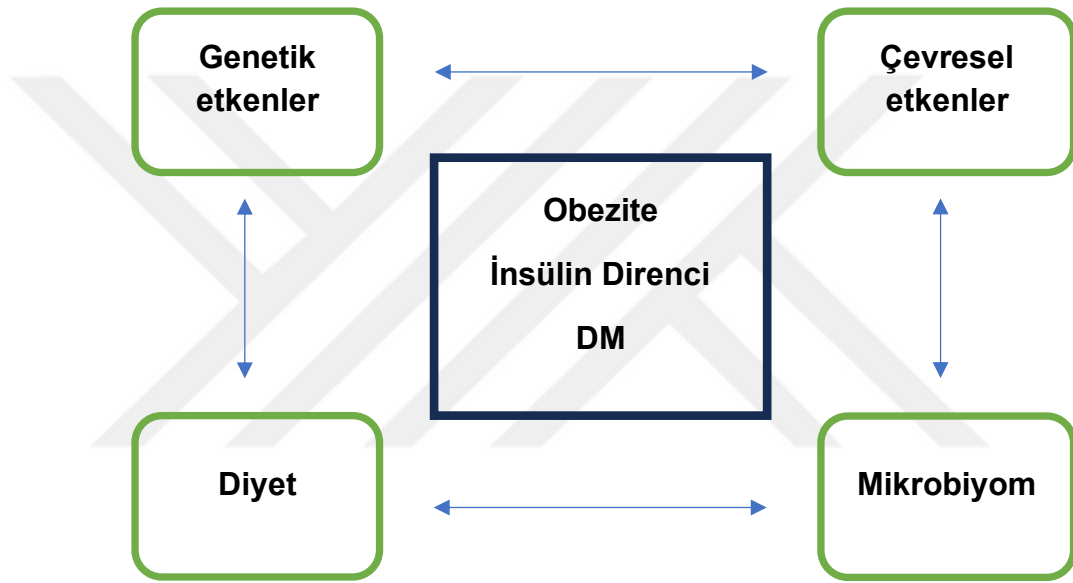 Genetik
etkenler
Çevresel
etkenler
Obezite
İnsülin Direnci
DM
Diyet
Mikrobiyom